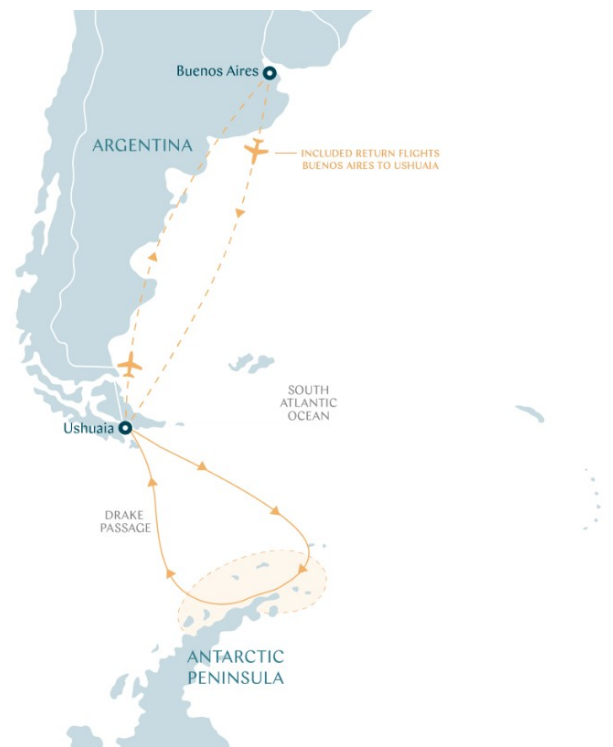 Buenos Aires
ARGENTINA
INCLUDED RETURN FLIGHTS
BUENOS AIRES TO USHUAIA
SOUTH
ATLANTIC
OCEAN
Ushuaia
DRAKE
PASSAGE
ANTARCTIC
PENINSULA